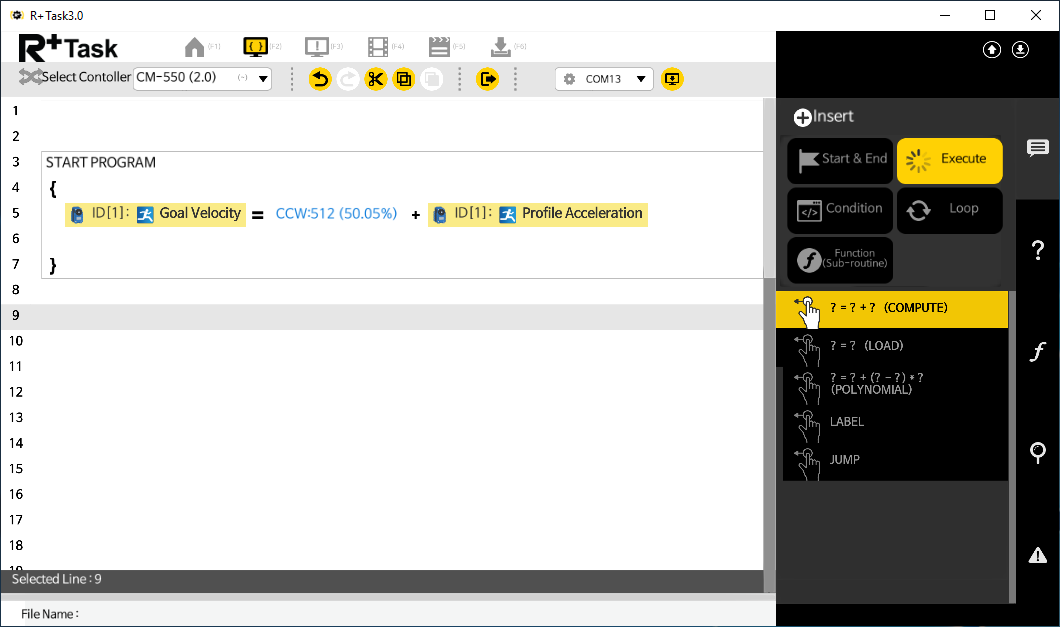 R+ Task3.0
R+Task
(F1) (F2) (F3) (F4) (F5) (F6)
Select Contoller CM-550 (2.0) COM13
1
2
3 START PROGRAM
4 {
5 ID[1]: Goal Velocity = CCW:512 (50.05%) + ID[1]: Profile Acceleration
6
7 }
8
9
10
11
12
13
14
15
16
17
18
19
Selected Line : 9
File Name :
Insert
Start & End
Execute
Condition
Loop
Function
(Sub-routine)
? = ? + ? (COMPUTE)
? = ? (LOAD)
? = ? + (? - ?) * ?
(POLYNOMIAL)
LABEL
JUMP